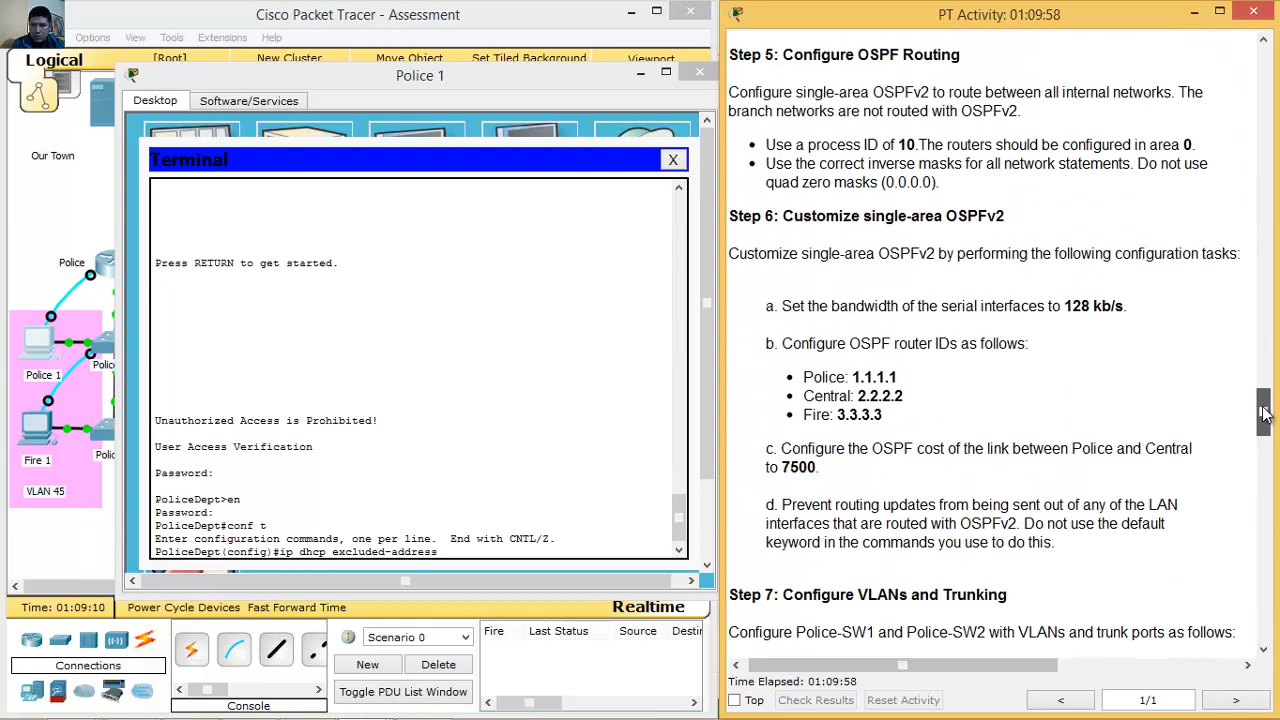 Cisco Packet Tracer - Assessment
Options View Tools Extensions Help
Logical
[Root] New Cluster Move Object Set Tiled Background Viewport
Police 1
Desktop Software/Services
Our Town
Terminal X
Press RETURN to get started.
Unauthorized Access is Prohibited!
User Access Verification
Password:
PoliceDept>en
Password:
PoliceDept#conf t
Enter configuration commands, one per line. End with CNTL/Z.
PoliceDept(config)#ip dhcp excluded-address
Police
Police 1
Fire 1
VLAN 45
Time: 01:09:10 Power Cycle Devices Fast Forward Time Realtime
Connections
Console
Scenario 0
New Delete
Toggle PDU List Window
Fire Last Status Source
PT Activity: 01:09:58
Step 5: Configure OSPF Routing
Configure single-area OSPFv2 to route between all internal networks. The
branch networks are not routed with OSPFv2.
• Use a process ID of 10.The routers should be configured in area 0.
• Use the correct inverse masks for all network statements. Do not use
quad zero masks (0.0.0.0).
Step 6: Customize single-area OSPFv2
Customize single-area OSPFv2 by performing the following configuration tasks:
a. Set the bandwidth of the serial interfaces to 128 kb/s.
b. Configure OSPF router IDs as follows:
• Police: 1.1.1.1
• Central: 2.2.2.2
• Fire: 3.3.3.3
c. Configure the OSPF cost of the link between Police and Central
to 7500.
d. Prevent routing updates from being sent out of any of the LAN
interfaces that are routed with OSPFv2. Do not use the default
keyword in the commands you use to do this.
Step 7: Configure VLANs and Trunking
Configure Police-SW1 and Police-SW2 with VLANs and trunk ports as follows:
Time Elapsed: 01:09:58
Top Check Results Reset Activity < 1/1 >